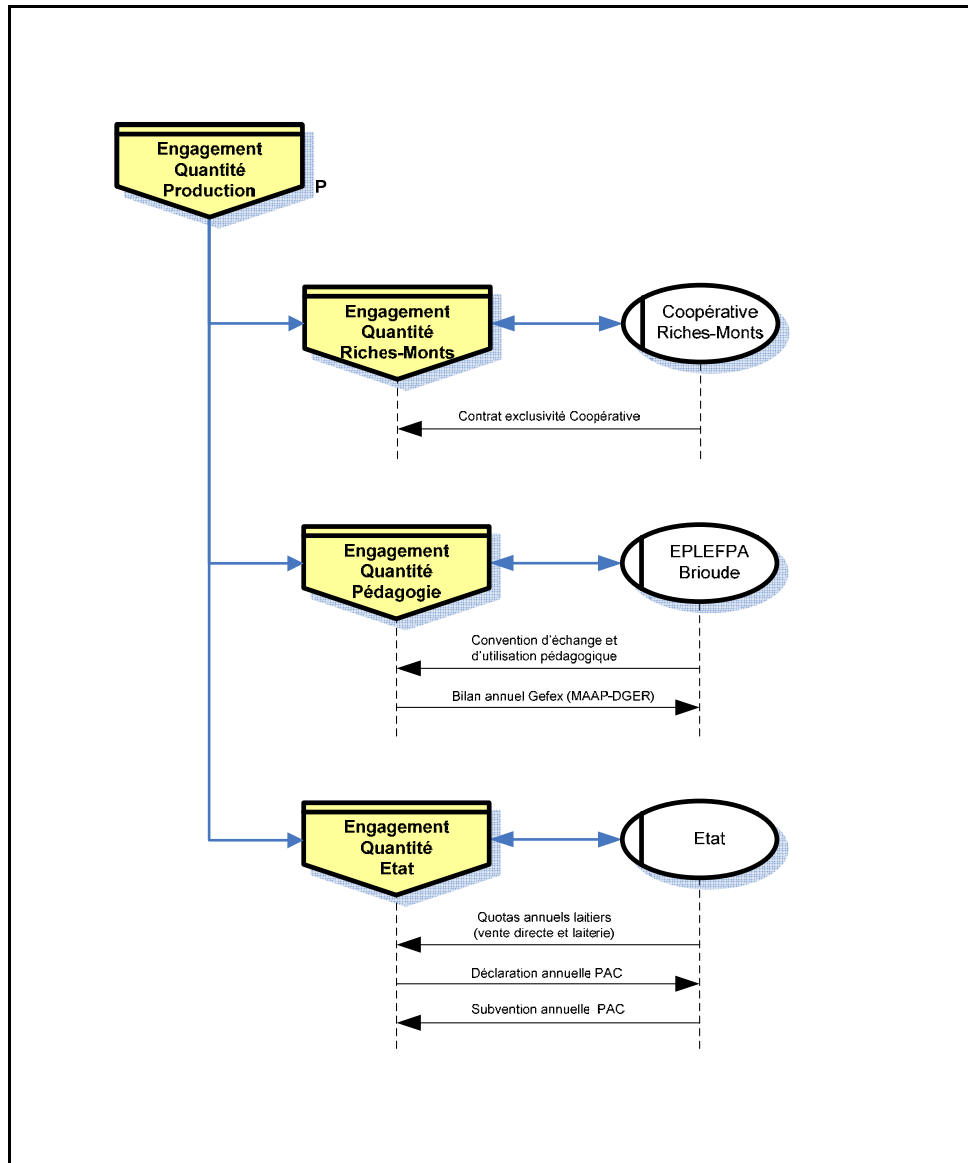 Engagement
Quantité
Production
P
Engagement
Quantité
Riches-Monts
Coopérative
Riches-Monts
Contrat exclusivité Coopérative
Engagement
Quantité
Pédagogie
EPLEFPA
Brioude
Convention d'échange et
d'utilisation pédagogique
Bilan annuel Gefex (MAAP-DGER)
Engagement
Quantité
Etat
Etat
Quotas annuels laitiers
(vente directe et laiterie)
Déclaration annuelle PAC
Subvention annuelle PAC